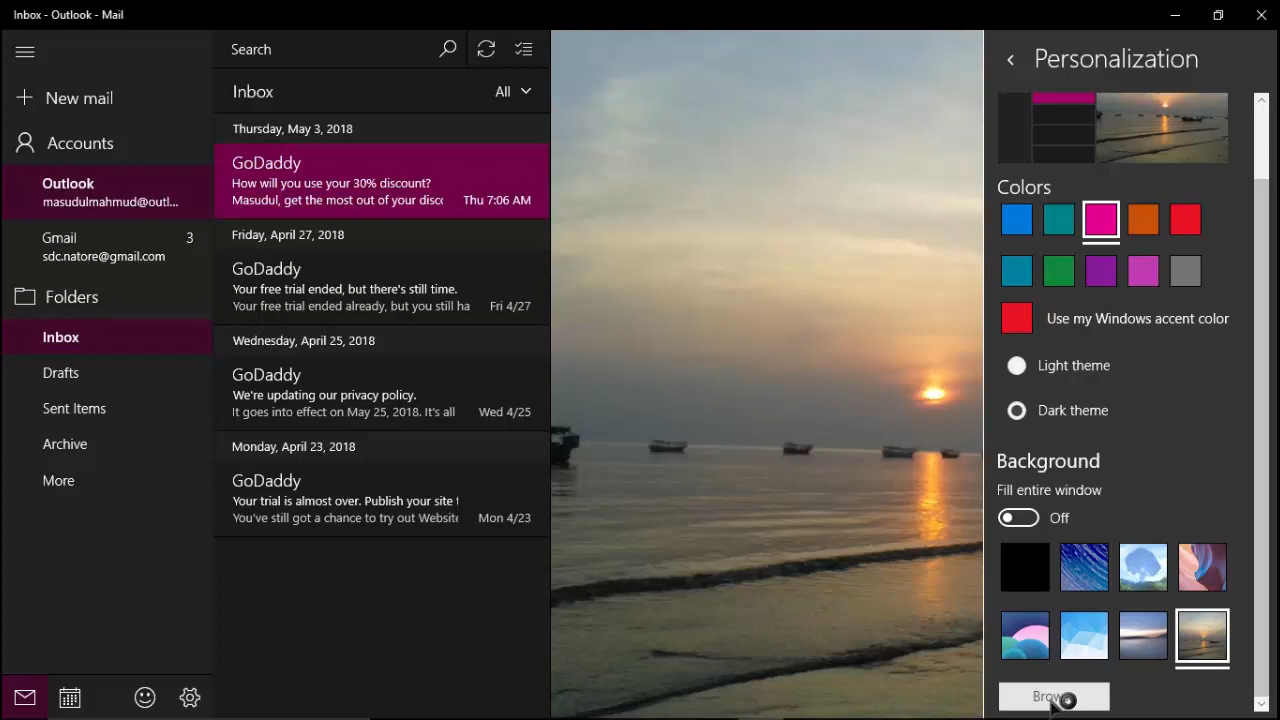 Inbox - Outlook - Mail
New mail
Accounts
Outlook
masudulmahmud@outl...
Gmail 3
sdc.natore@gmail.com
Folders
Inbox
Drafts
Sent Items
Archive
More
Search
Inbox All
Thursday, May 3, 2018
GoDaddy
How will you use your 30% discount?
Masudul, get the most out of your disco Thu 7:06 AM
Friday, April 27, 2018
GoDaddy
Your free trial ended, but there's still time.
Your free trial ended already, but you still ha Fri 4/27
Wednesday, April 25, 2018
GoDaddy
We're updating our privacy policy.
It goes into effect on May 25, 2018. It's all Wed 4/25
Monday, April 23, 2018
GoDaddy
Your trial is almost over. Publish your site
You've still got a chance to try out Website Mon 4/23
Personalization
Colors
Use my Windows accent color
Light theme
Dark theme
Background
Fill entire window
Off